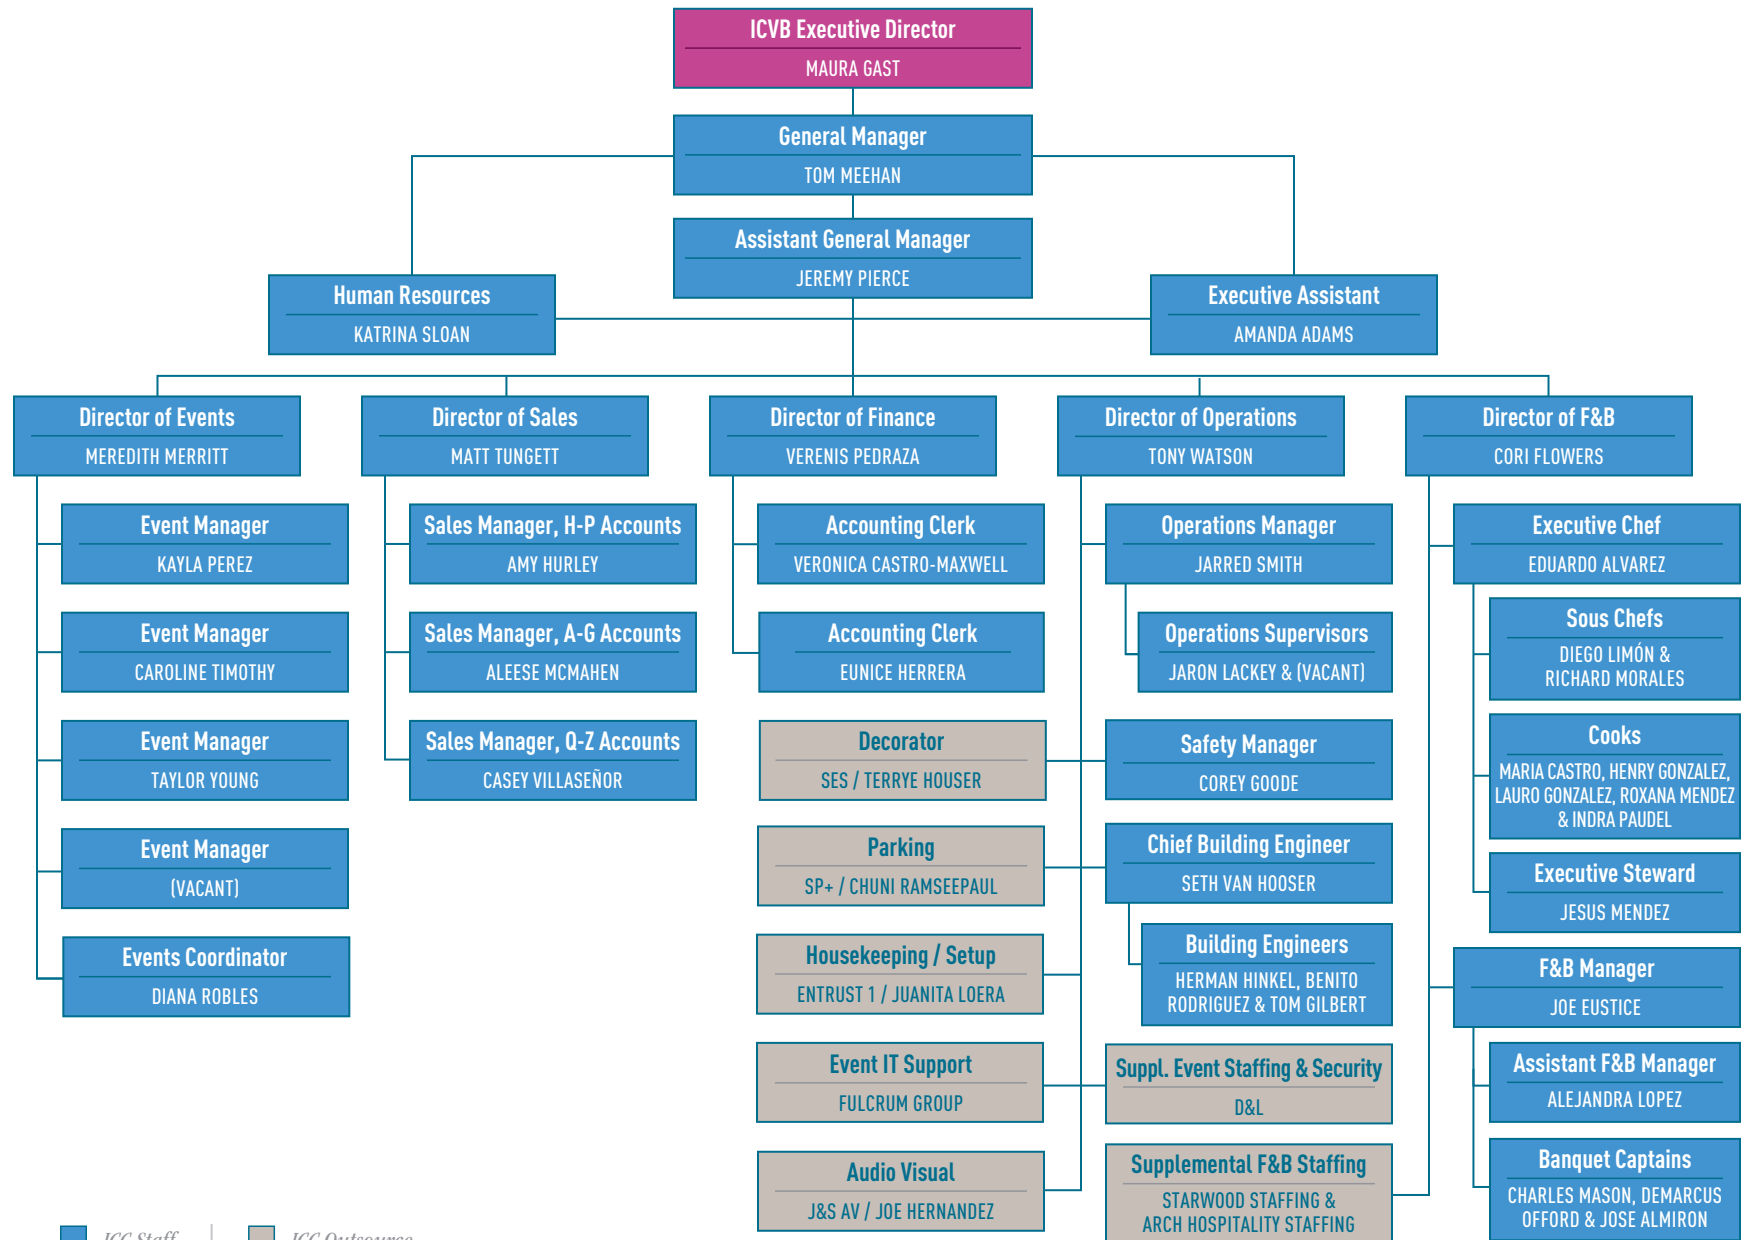 ICVB Executive Director
MAURA GAST
General Manager
TOM MEEHAN
Assistant General Manager
JEREMY PIERCE
Human Resources
KATRINA SLOAN
Executive Assistant
AMANDA ADAMS
Director of Events
MEREDITH MERRITT
Event Manager
KAYLA PEREZ
Event Manager
CAROLINE TIMOTHY
Event Manager
TAYLOR YOUNG
Event Manager
(VACANT)
Events Coordinator
DIANA ROBLES
Director of Sales
MATT TUNGETT
Sales Manager, H-P Accounts
AMY HURLEY
Sales Manager, A-G Accounts
ALEESE MCMAHEN
Sales Manager, Q-Z Accounts
CASEY VILLASEÑOR
Director of Finance
VERENIS PEDRAZA
Accounting Clerk
VERONICA CASTRO-MAXWELL
Accounting Clerk
EUNICE HERRERA
Decorator
SES / TERRYE HOUSER
Parking
SP+ / CHUNI RAMSEEPAUL
Housekeeping / Setup
ENTRUST 1 / JUANITA LOERA
Event IT Support
FULCRUM GROUP
Audio Visual
J&S AV / JOE HERNANDEZ
Director of Operations
TONY WATSON
Operations Manager
JARRED SMITH
Operations Supervisors
JARON LACKEY & (VACANT)
Safety Manager
COREY GOODE
Chief Building Engineer
SETH VAN HOOSER
Building Engineers
HERMAN HINKEL, BENITO
RODRIGUEZ & TOM GILBERT
Suppl. Event Staffing & Security
D&L
Supplemental F&B Staffing
STARWOOD STAFFING &
ARCH HOSPITALITY STAFFING
Director of F&B
CORI FLOWERS
Executive Chef
EDUARDO ALVAREZ
Sous Chefs
DIEGO LIMÓN &
RICHARD MORALES
Cooks
MARIA CASTRO, HENRY GONZALEZ,
LAURO GONZALEZ, ROXANA MENDEZ
& INDRA PAUDEL
Executive Steward
JESUS MENDEZ
F&B Manager
JOE EUSTICE
Assistant F&B Manager
ALEJANDRA LOPEZ
Banquet Captains
CHARLES MASON, DEMARCUS
OFFORD & JOSE ALMIRON
ICC Staff
ICC Outsource